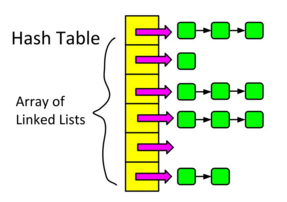 Hash Table
Array of
Linked Lists